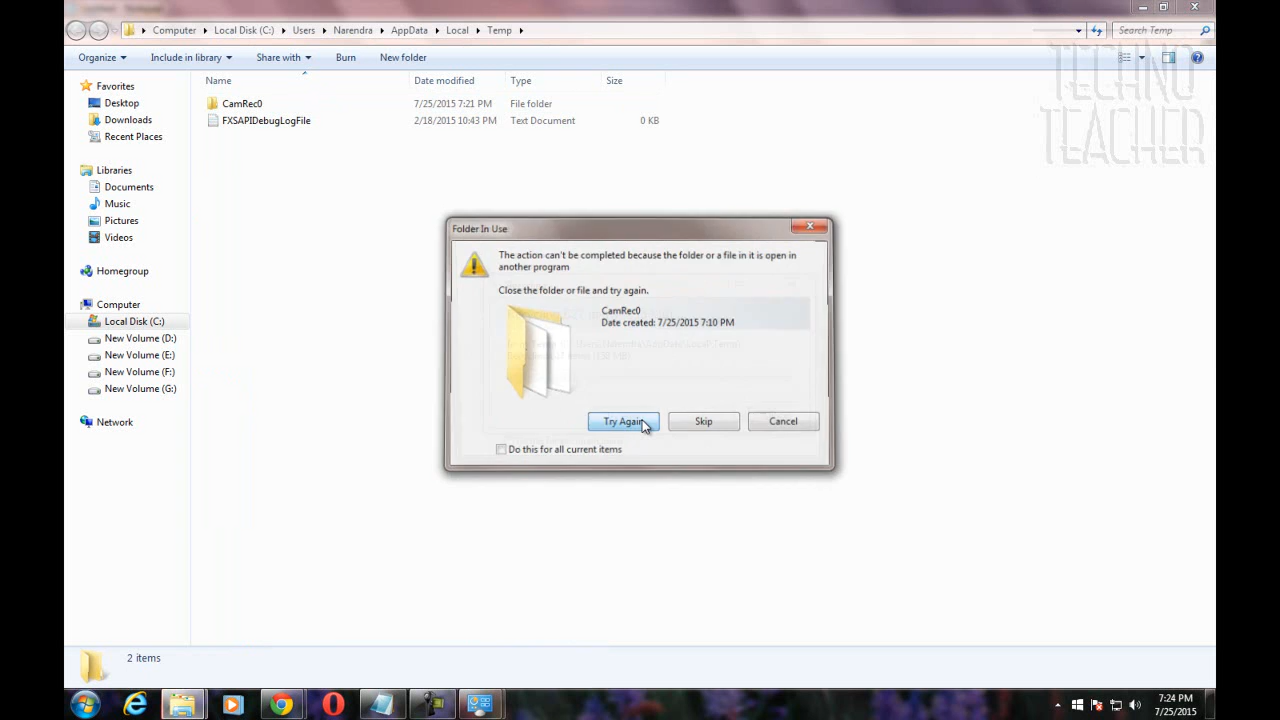 Computer Local Disk (C:) Users Narendra AppData Local Temp Search Temp
Organize Include in library Share with Burn New folder
Name Date modified Type Size
CamRec0 7/25/2015 7:21 PM File folder
FXSAPIDebugLogFile 2/18/2015 10:43 PM Text Document 0 KB
TECHNO
TEACHER
Favorites
Desktop
Downloads
Recent Places
Libraries
Documents
Music
Pictures
Videos
Homegroup
Computer
Local Disk (C:)
New Volume (D:)
New Volume (E:)
New Volume (F:)
New Volume (G:)
Network
Folder In Use
The action can't be completed because the folder or a file in it is open in
another program
Close the folder or file and try again.
CamRec0
Date created: 7/25/2015 7:10 PM
Try Again Skip Cancel
Do this for all current items
2 items
7:24 PM
7/25/2015